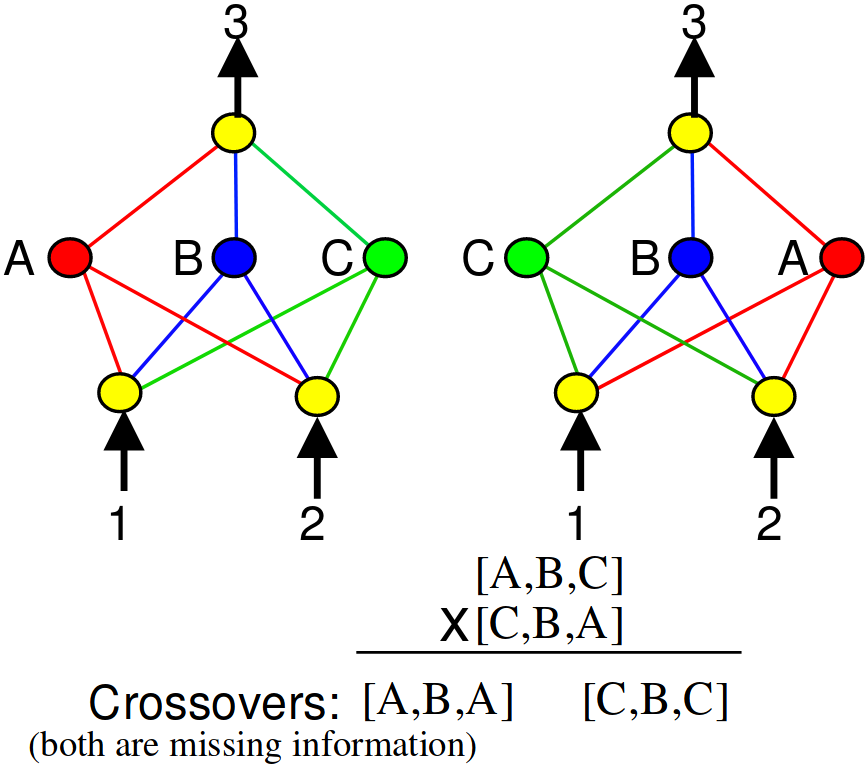 3 3
A B C C B A
1 2 1 2
[A,B,C]
X[C,B,A]
Crossovers: [A,B,A] [C,B,C]
(both are missing information)